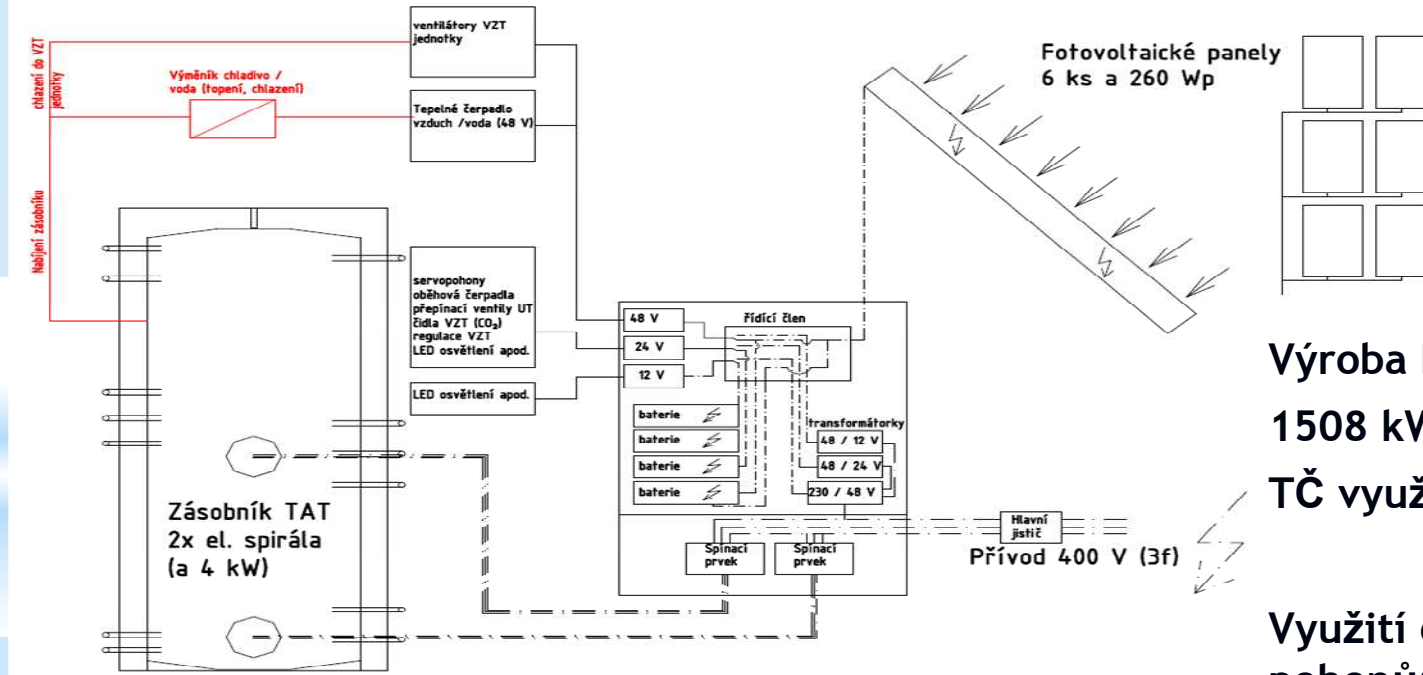 ventilátory VZT
jednotky
chlazení do VZT
jednotky
Výměník chladivo /
voda (topení, chlazení)
Tepelné čerpadlo
vzduch /voda (48 V)
Nabíjení zásobníku
Fotovoltaické panely
6 ks a 260 Wp
servopohony
oběhová čerpadla
přepínací ventily UT
čidla VZT (CO₂)
regulace VZT
LED osvětlení apod.
LED osvětlení apod.
48 V
24 V
12 V
řídící člen
baterie
baterie
baterie
baterie
transformátorky
48 / 12 V
48 / 24 V
230 / 48 V
Zásobník TAT
2x el. spirála
(a 4 kW)
Spínací
prvek
Spínací
prvek
Hlavní
jistič
Přívod 400 V (3f)
Výroba
1508 kW
TČ využ
Využití